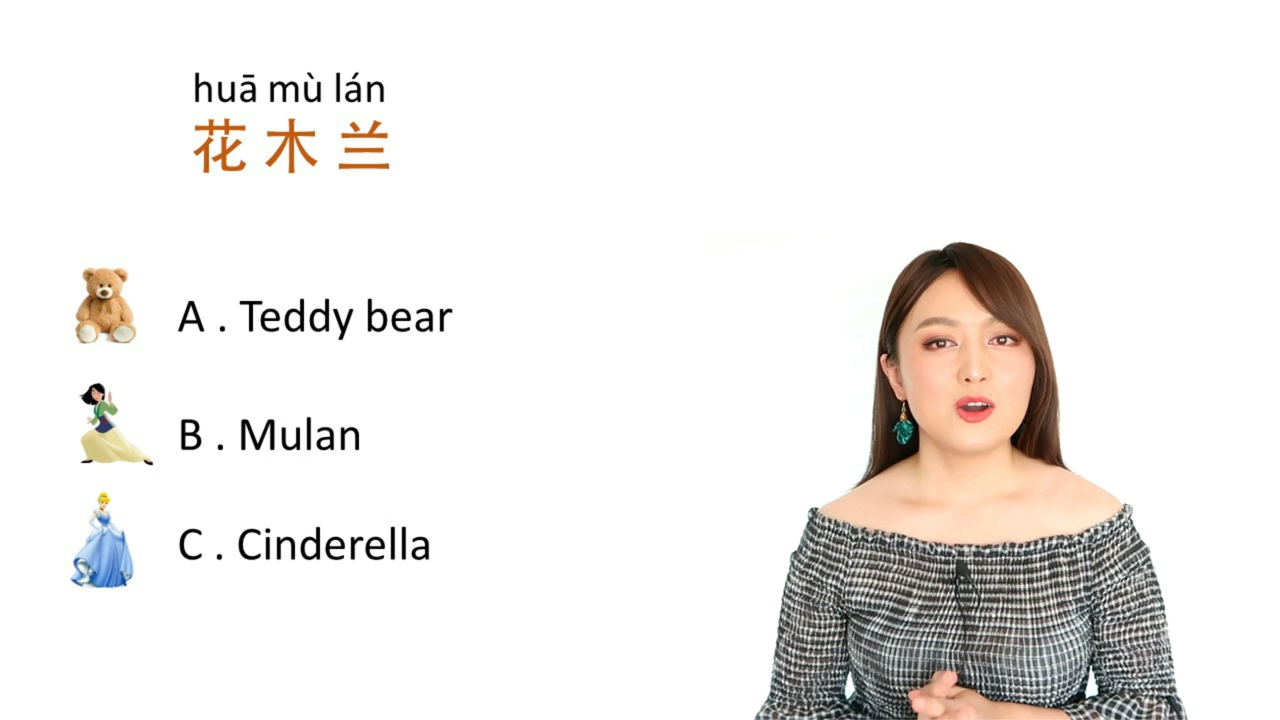 huā mù lán
花 木 兰
A . Teddy bear
B . Mulan
C . Cinderella